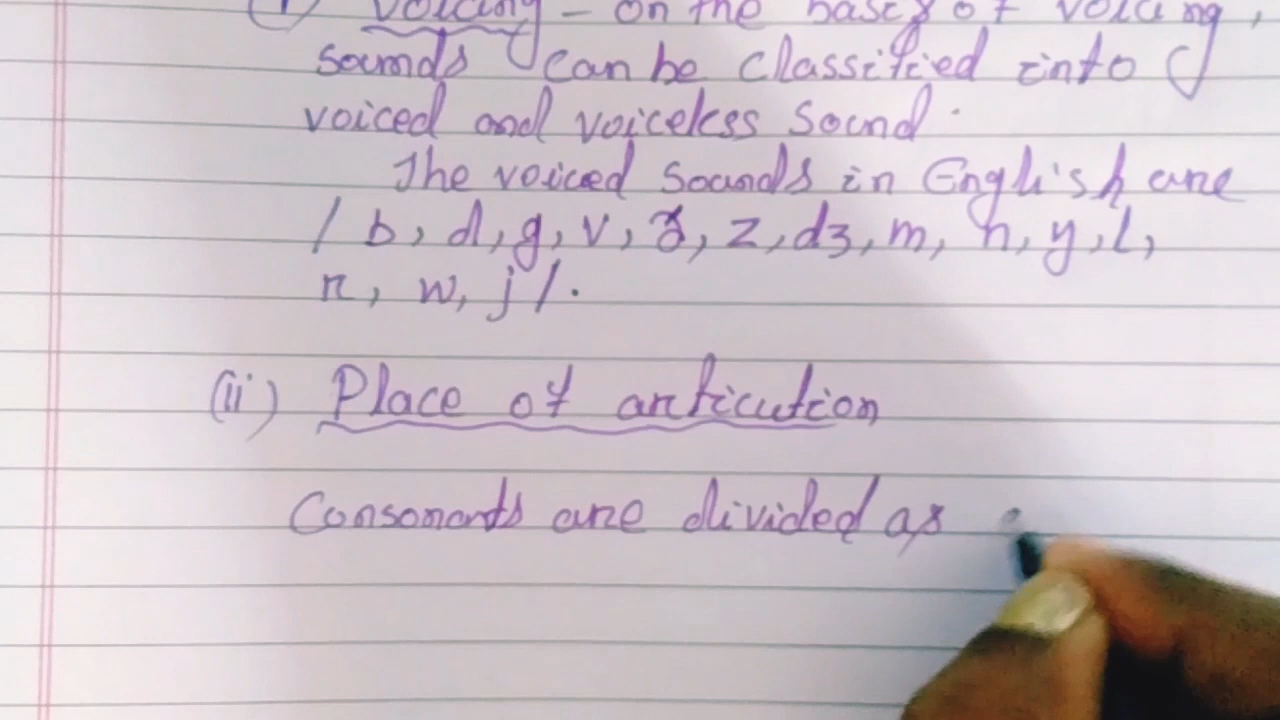 (i) Voicing - On the basis of voicing,
sounds can be classified into
voiced and voiceless sound.
The voiced sounds in English are
/ b, d, g, v, ઠ, z, dʒ, m, n, y, l,
r, w, j /.
(ii) Place of articution
Consonants are divided as